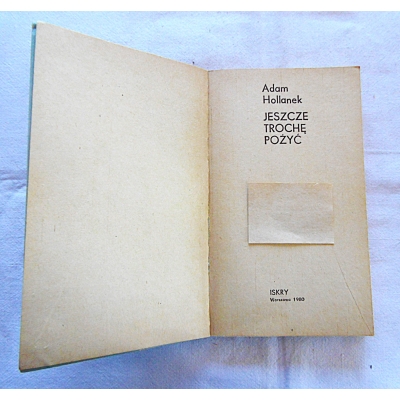 Adam
Hollanek
JESZCZE
TROCHĘ
POŻYĆ
ISKRY
Warszawa 1980